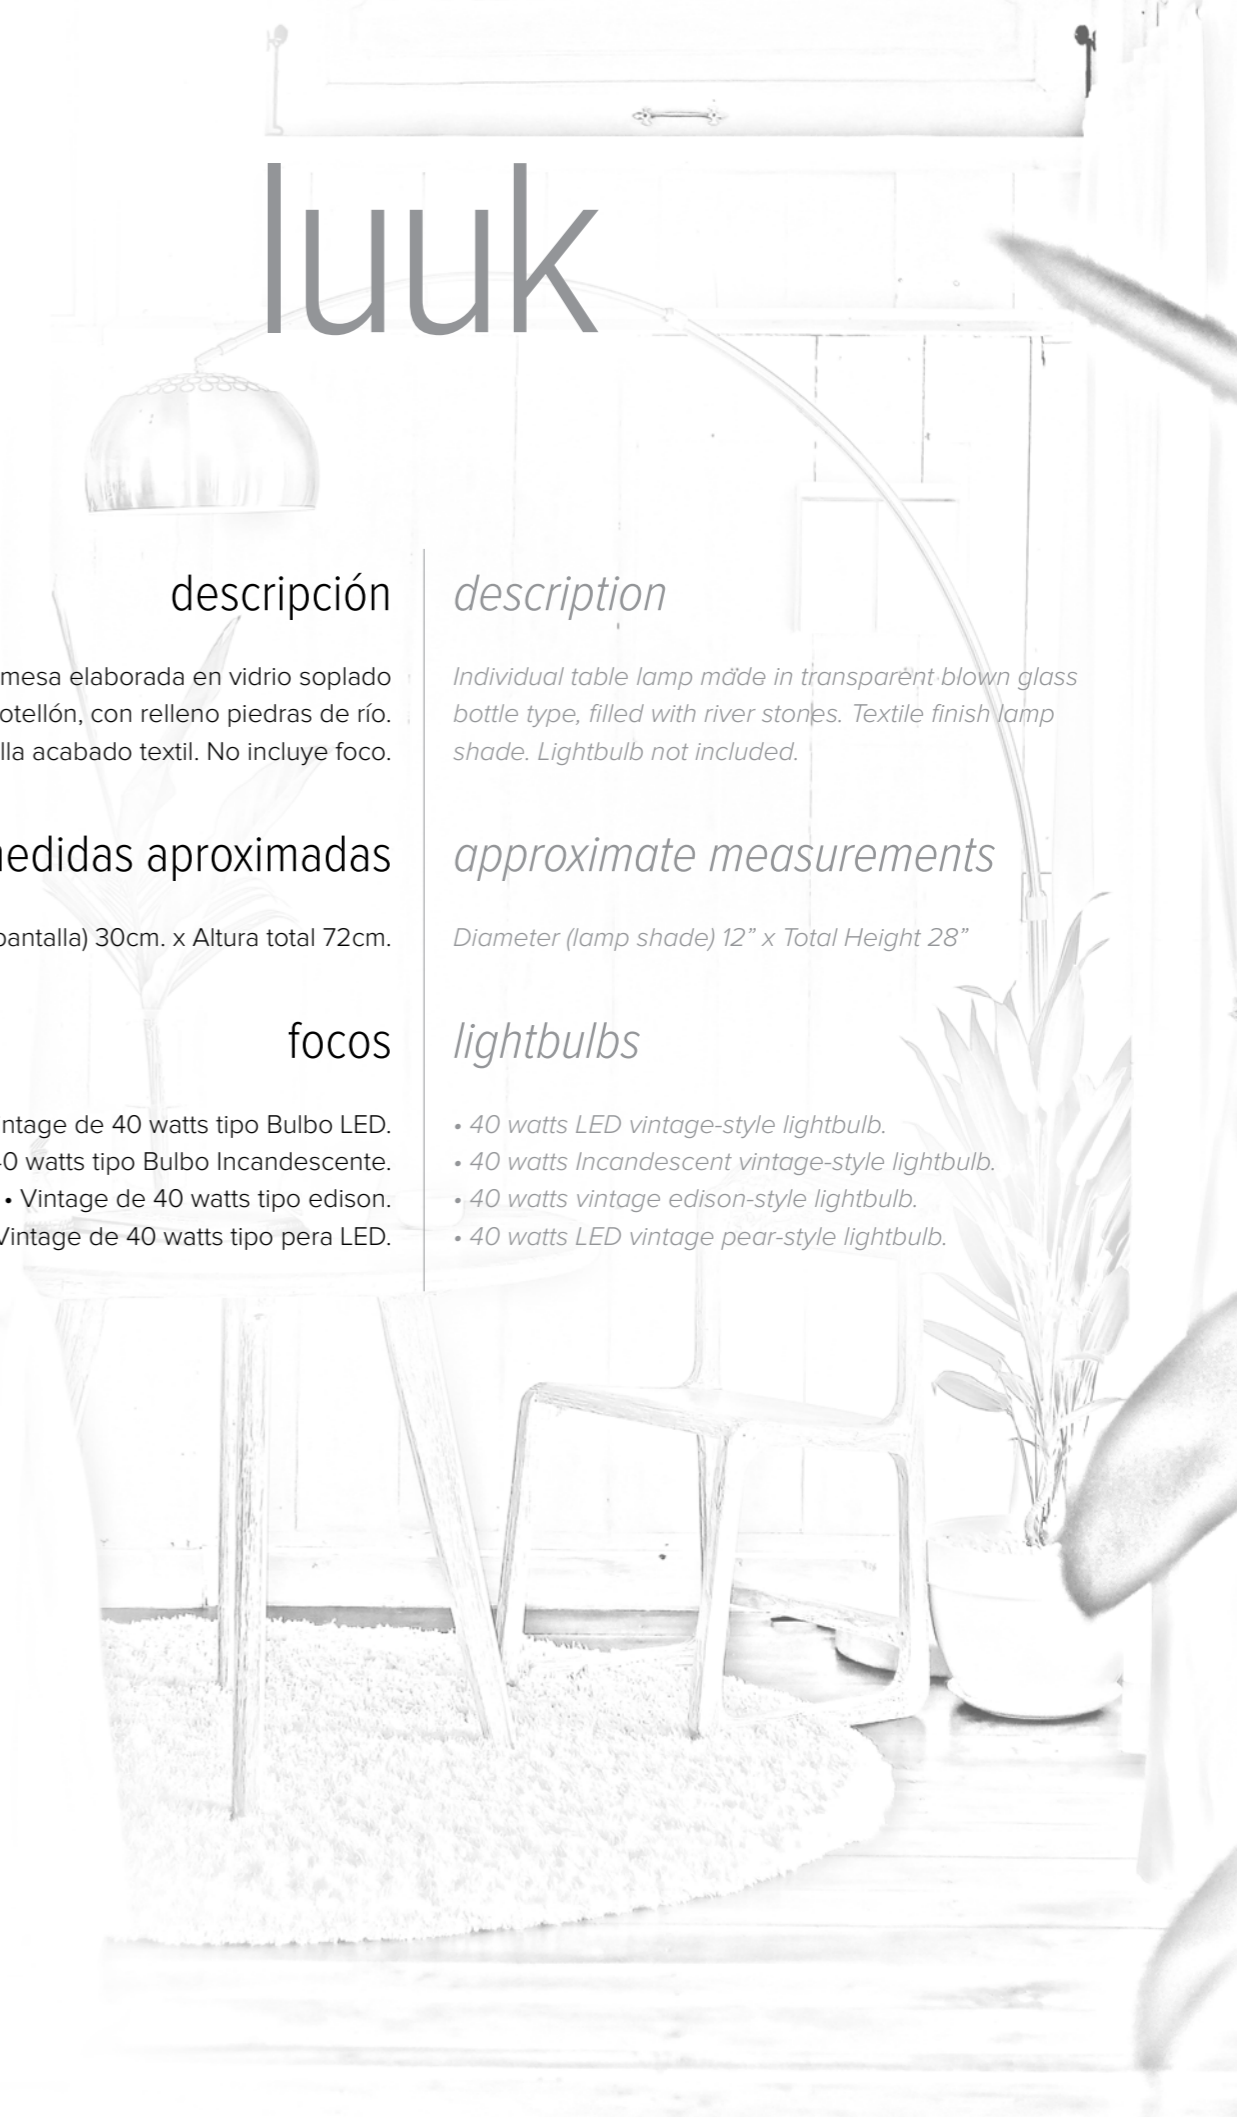 luuk
descripción
mesa elaborada en vidrio soplado
otellón, con relleno piedras de río.
lla acabado textil. No incluye foco.
edidas aproximadas
pantalla) 30cm. x Altura total 72cm.
focos
ntage de 40 watts tipo Bulbo LED.
0 watts tipo Bulbo Incandescente.
• Vintage de 40 watts tipo edison.
Vintage de 40 watts tipo pera LED.
description
Individual table lamp made in transparent blown glass
bottle type, filled with river stones. Textile finish lamp
shade. Lightbulb not included.
approximate measurements
Diameter (lamp shade) 12” x Total Height 28”
lightbulbs
• 40 watts LED vintage-style lightbulb.
• 40 watts Incandescent vintage-style lightbulb.
• 40 watts vintage edison-style lightbulb.
• 40 watts LED vintage pear-style lightbulb.